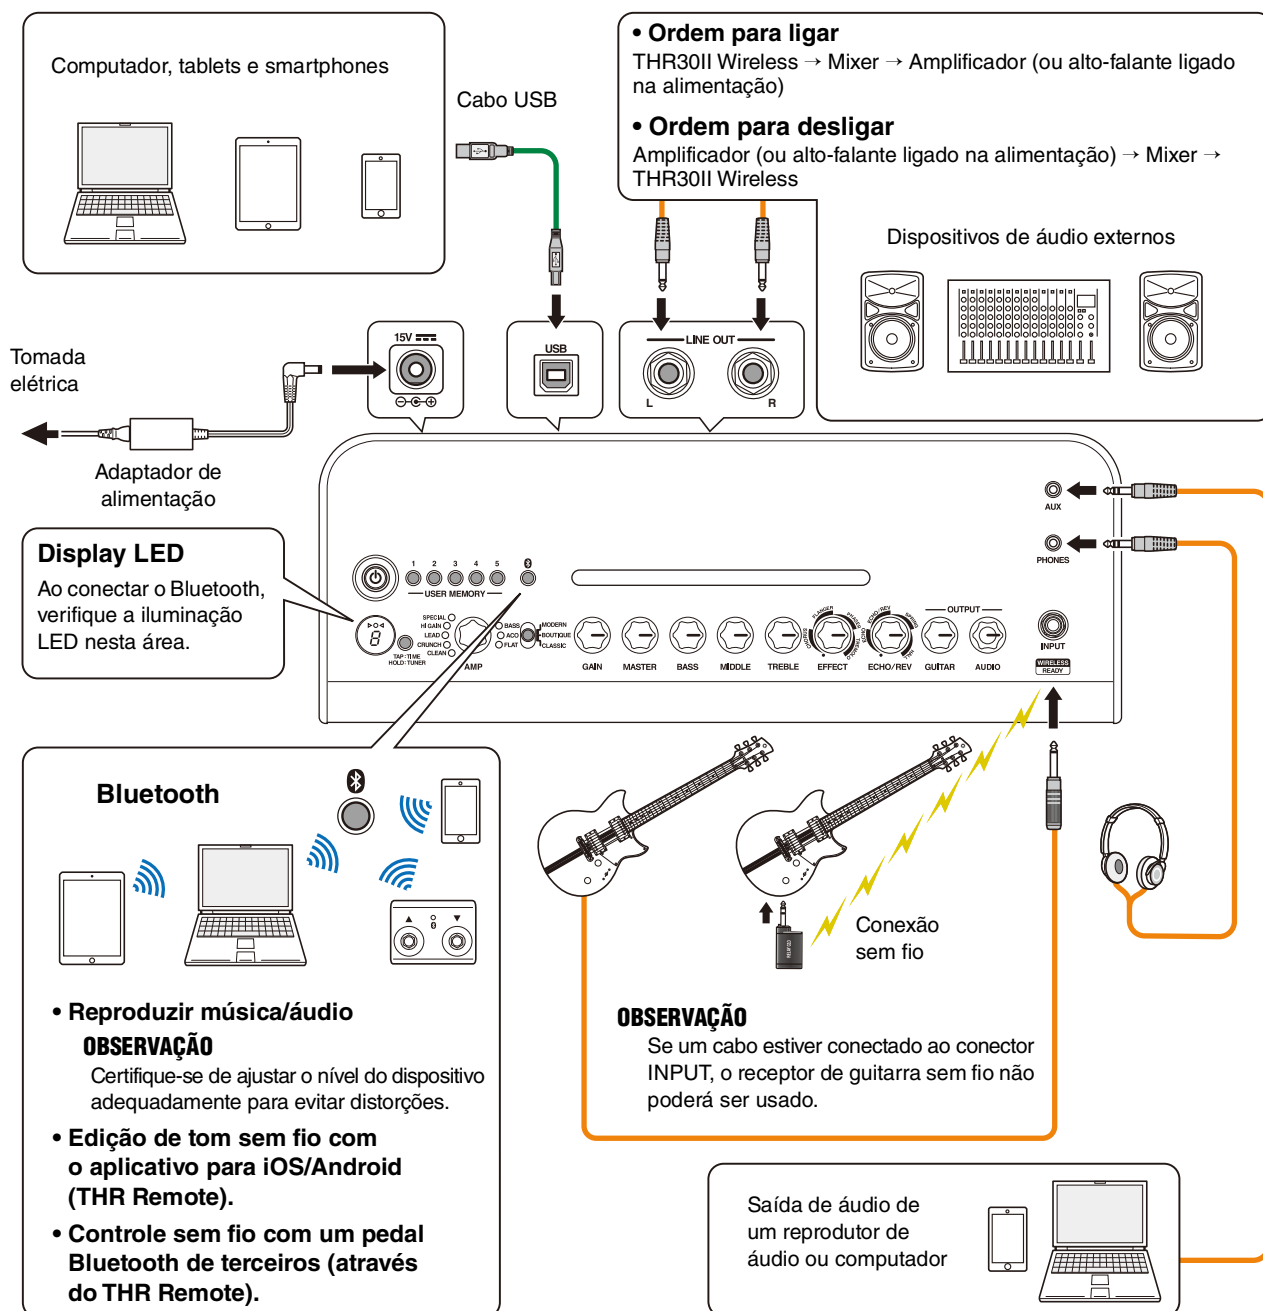 Computador, tablets e smartphones
Cabo USB
• Ordem para ligar
THR30II Wireless → Mixer → Amplificador (ou alto-falante ligado
na alimentação)
• Ordem para desligar
Amplificador (ou alto-falante ligado na alimentação) → Mixer →
THR30II Wireless
Dispositivos de áudio externos
Tomada
elétrica
Adaptador de
alimentação
15V
USB
LINE OUT
L R
AUX
PHONES
Display LED
Ao conectar o Bluetooth,
verifique a iluminação
LED nesta área.
1 2 3 4 5
USER MEMORY
TAP:TIME
HOLD:TUNER
SPECIAL
HI GAIN
LEAD
CRUNCH
CLEAN
AMP
BASS
ACO
FLAT
MODERN
BOUTIQUE
CLASSIC
GAIN MASTER BASS MIDDLE TREBLE EFFECT ECHO/REV GUITAR AUDIO
CHORUS FLANGER PHASER TREMOLO
ECHO/REV SPRING HALL
OUTPUT
INPUT
WIRELESS
READY
Bluetooth
• Reproduzir música/áudio
OBSERVAÇÃO
Certifique-se de ajustar o nível do dispositivo
adequadamente para evitar distorções.
• Edição de tom sem fio com
o aplicativo para iOS/Android
(THR Remote).
• Controle sem fio com um pedal
Bluetooth de terceiros (através
do THR Remote).
Conexão
sem fio
OBSERVAÇÃO
Se um cabo estiver conectado ao conector
INPUT, o receptor de guitarra sem fio não
poderá ser usado.
Saída de áudio de
um reprodutor de
áudio ou computador